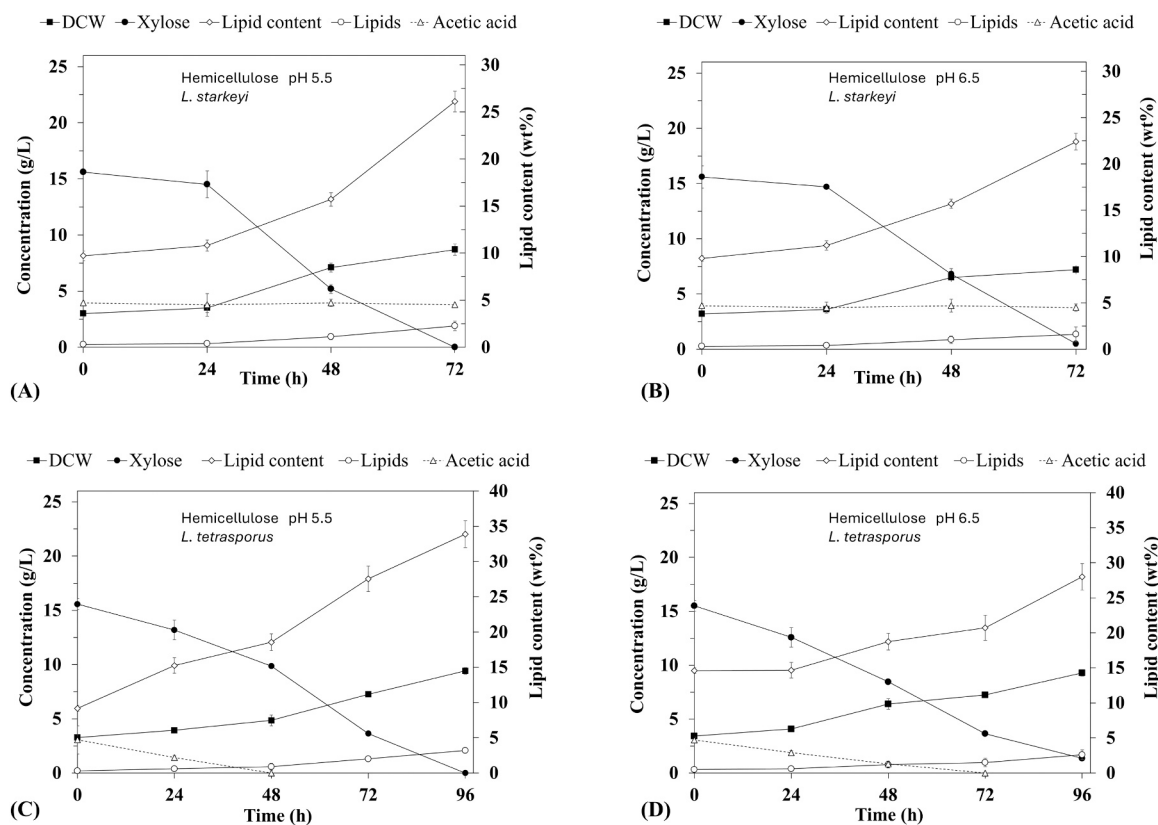 DCW Xylose Lipid content Lipids Acetic acid
Hemicellulose pH 5.5
L. starkeyi
Concentration (g/L)
25
20
15
10
5
0
Lipid content (wt%)
30
25
20
15
10
5
0
0 24 48 72
Time (h)
(A)
DCW Xylose Lipid content Lipids Acetic acid
Hemicellulose pH 6.5
L. starkeyi
Concentration (g/L)
25
20
15
10
5
0
Lipid content (wt%)
30
25
20
15
10
5
0
0 24 48 72
Time (h)
(B)
DCW Xylose Lipid content Lipids Acetic acid
Hemicellulose pH 5.5
L. tetrasporus
Concentration (g/L)
25
20
15
10
5
0
Lipid content (wt%)
40
35
30
25
20
15
10
5
0
0 24 48 72 96
Time (h)
(C)
DCW Xylose Lipid content Lipids Acetic acid
Hemicellulose pH 6.5
L. tetrasporus
Concentration (g/L)
25
20
15
10
5
0
Lipid content (wt%)
40
35
30
25
20
15
10
5
0
0 24 48 72 96
Time (h)
(D)